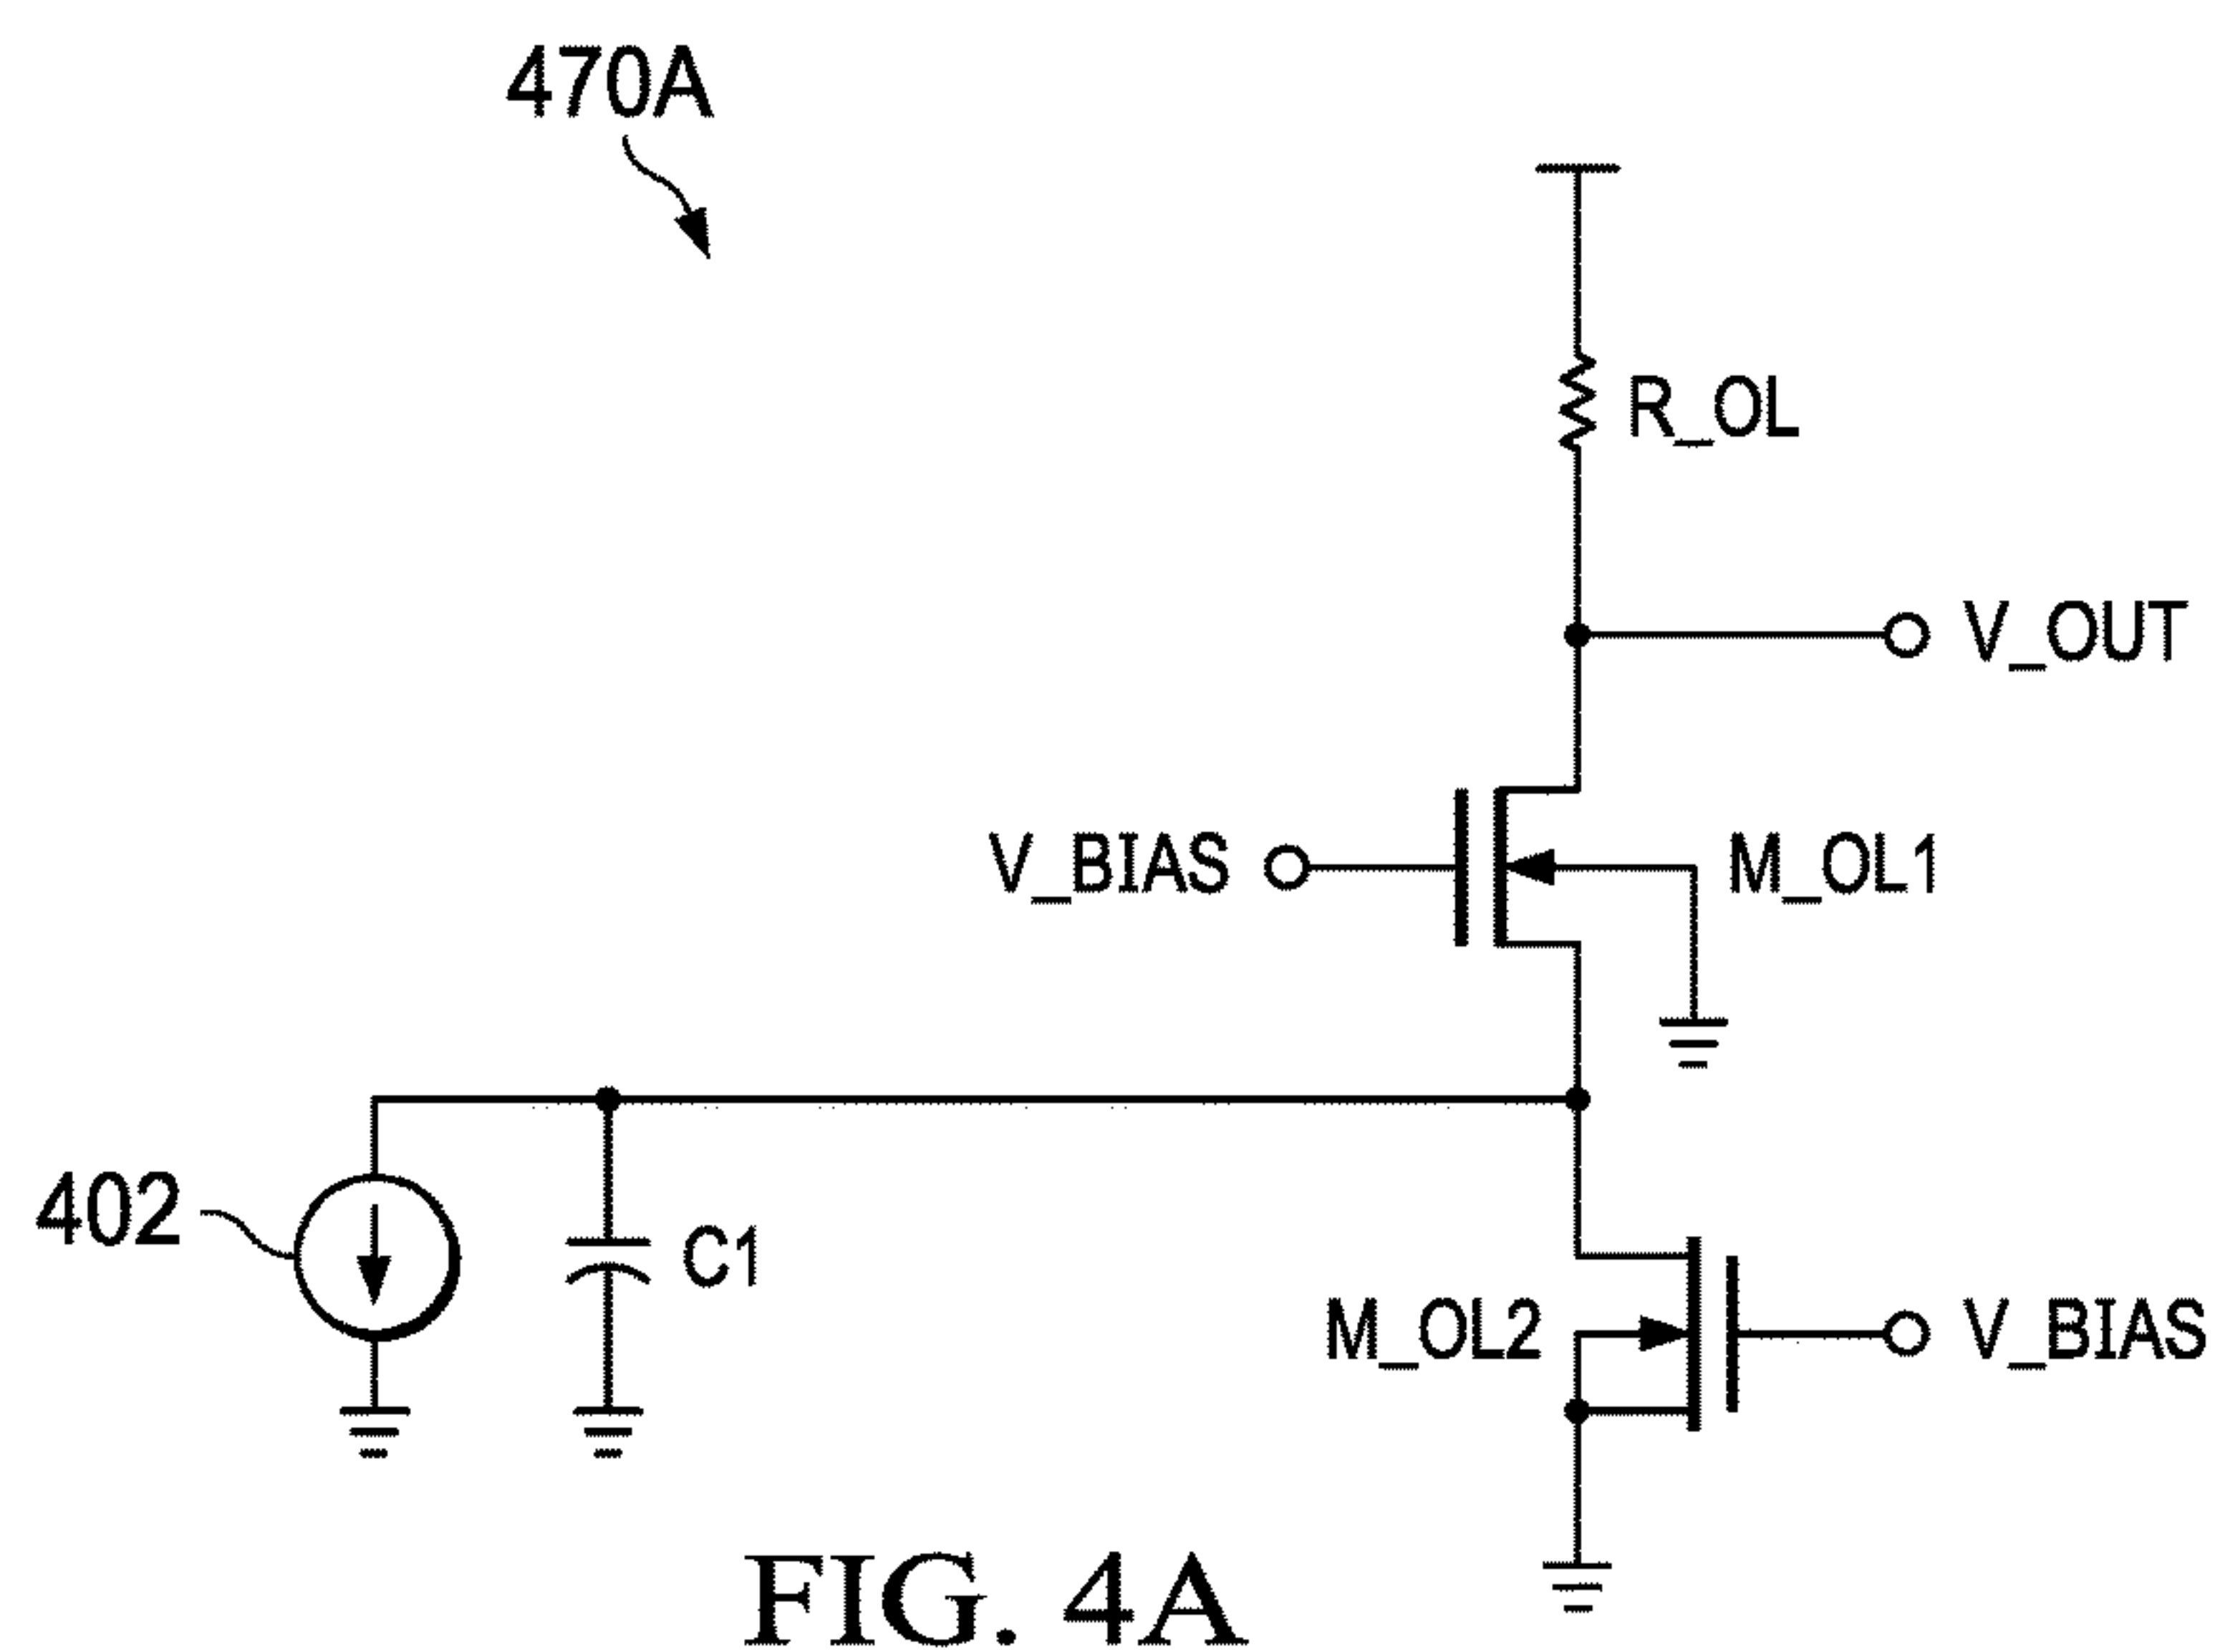 470A
R_OL
V_OUT
V_BIAS
M_OL1
402
C1
M_OL2
V_BIAS
FIG. 4A